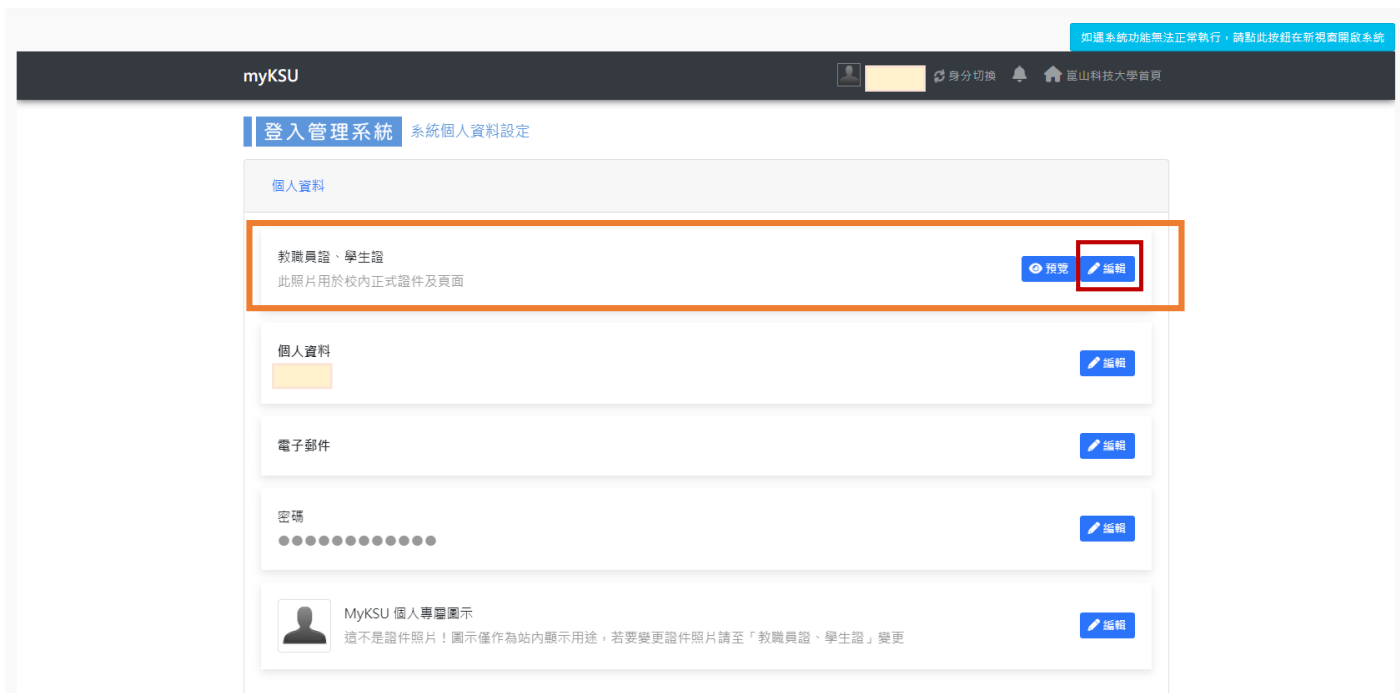 如遇系統功能無法正常執行，請點此按鈕在新視窗開啟系統
myKSU
身分切換
崑山科技大學首頁
登入管理系統 系統個人資料設定
個人資料
教職員證、學生證
此照片用於校內正式證件及頁面
預覽
編輯
個人資料
編輯
電子郵件
編輯
密碼
●●●●●●●●●●●●
編輯
MyKSU 個人專屬圖示
這不是證件照片！圖示僅作為站內顯示用途，若要變更證件照片請至「教職員證、學生證」變更
編輯